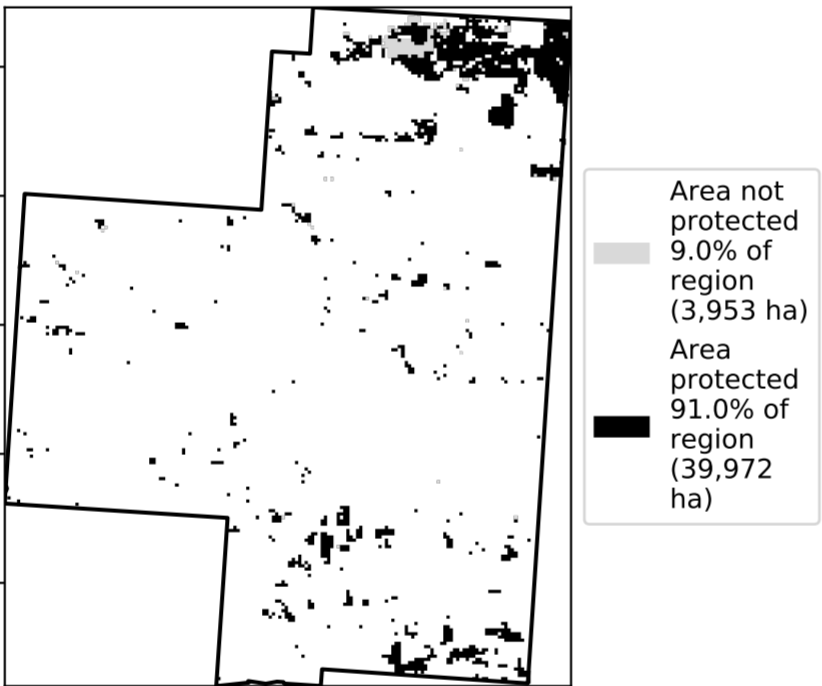 Area not
protected
9.0% of
region
(3,953 ha)
Area
protected
91.0% of
region
(39,972
ha)